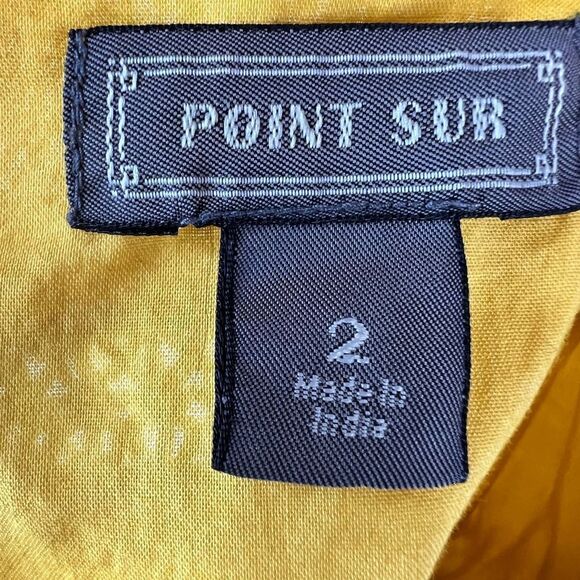 POINT SUR
2
Made in
India